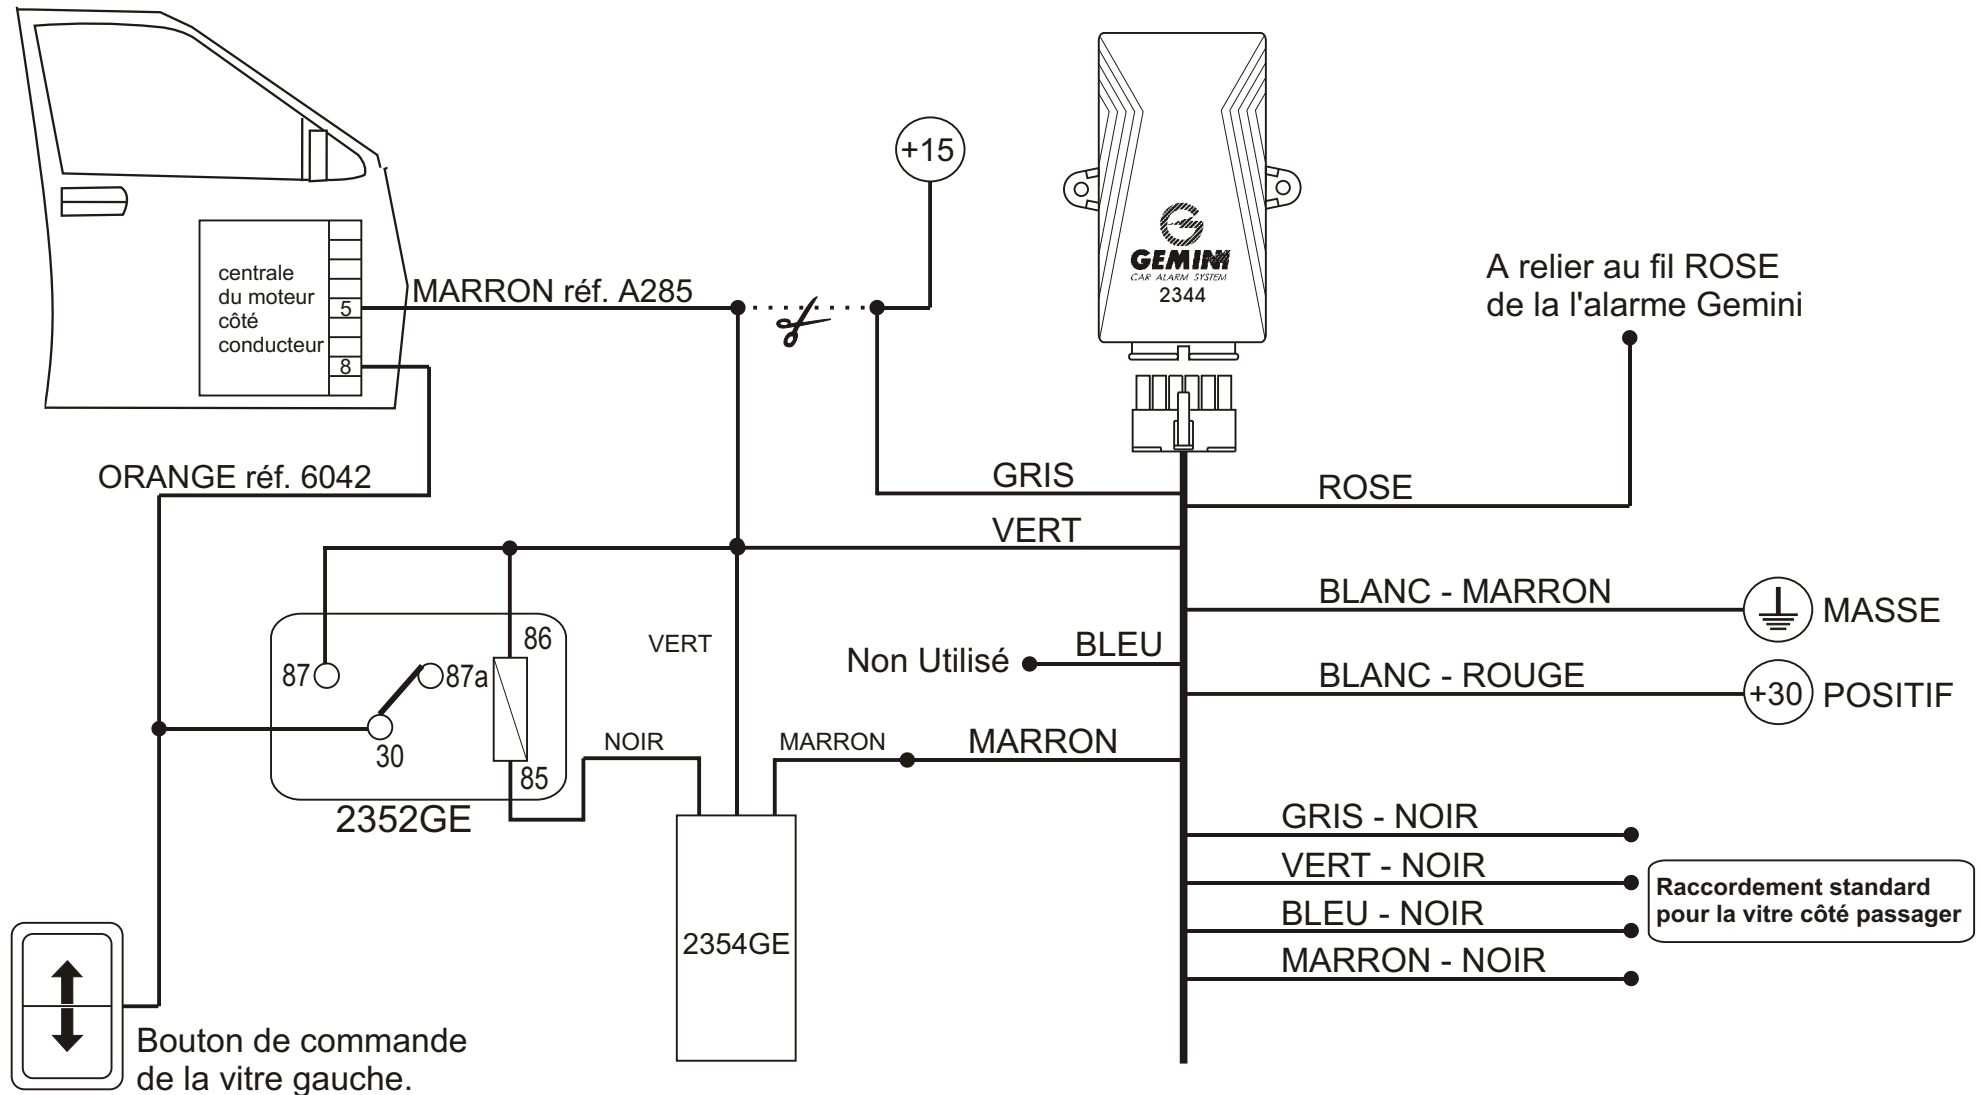 +15
GEMINI
CAR ALARM SYSTEM
2344
centrale
du moteur
côté
conducteur
5
8
MARRON réf. A285
A relier au fil ROSE
de la l'alarme Gemini
ORANGE réf. 6042
GRIS
ROSE
VERT
BLANC - MARRON
MASSE
86
VERT
Non Utilisé
BLEU
87
87a
BLANC - ROUGE
+30
POSITIF
30
NOIR
MARRON
MARRON
85
2352GE
GRIS - NOIR
VERT - NOIR
Raccordement standard
pour la vitre côté passager
BLEU - NOIR
2354GE
MARRON - NOIR
Bouton de commande
de la vitre gauche.